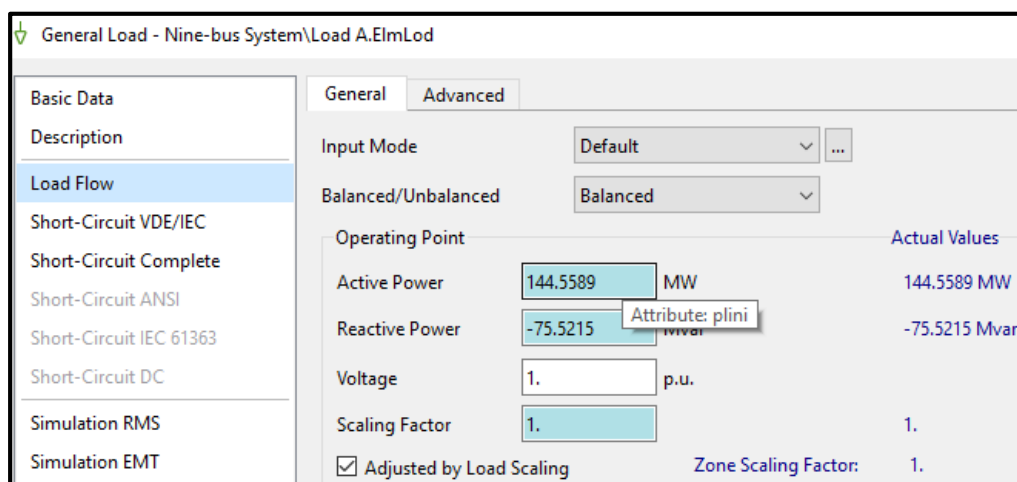 General Load - Nine-bus System\Load A.ElmLod
Basic Data
Description
Load Flow
Short-Circuit VDE/IEC
Short-Circuit Complete
Short-Circuit ANSI
Short-Circuit IEC 61363
Short-Circuit DC
Simulation RMS
Simulation EMT
General Advanced
Input Mode Default ...
Balanced/Unbalanced Balanced
Operating Point Actual Values
Active Power 144.5589 MW 144.5589 MW
Attribute: plini
Reactive Power -75.5215 Mvar -75.5215 Mvar
Voltage 1. p.u.
Scaling Factor 1. 1.
Adjusted by Load Scaling Zone Scaling Factor: 1.